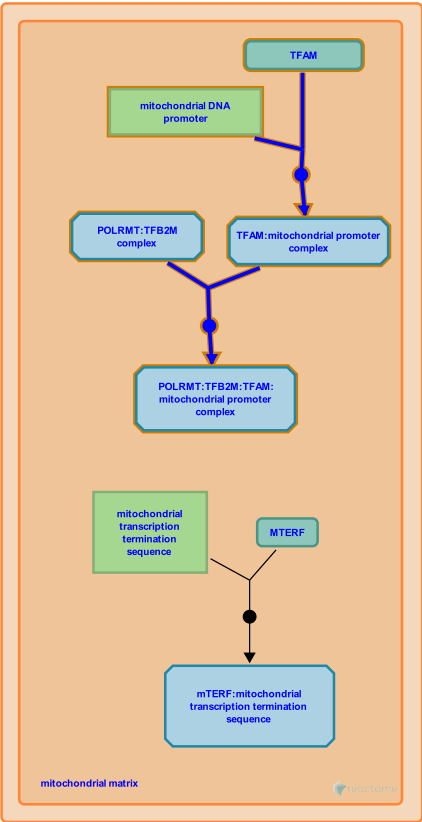 TFAM
mitochondrial DNA
promoter
POLRMT:TFB2M
complex
TFAM:mitochondrial promoter
complex
POLRMT:TFB2M:TFAM:
mitochondrial promoter
complex
mitochondrial
transcription
termination
sequence
MTERF
mTERF:mitochondrial
transcription termination
sequence
mitochondrial matrix
reactome